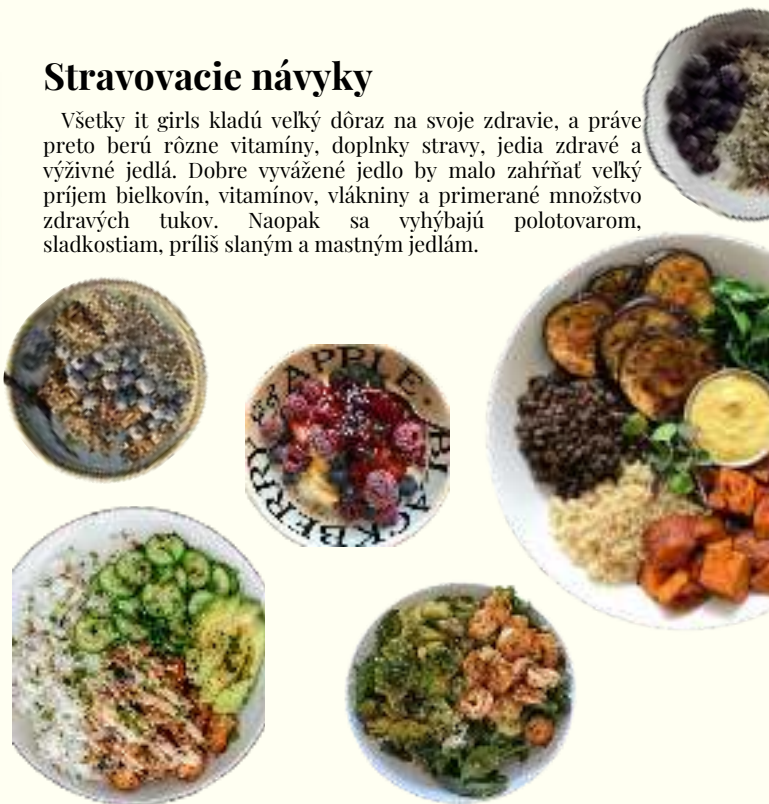 Stravovacie návyky
Všetky it girls kladú veľký dôraz na svoje zdravie, a práve
preto berú rôzne vitamíny, doplnky stravy, jedia zdravé a
výživné jedlá. Dobre vyvážené jedlo by malo zahŕňať veľký
príjem bielkovín, vitamínov, vlákniny a primerané množstvo
zdravých tukov. Naopak sa vyhýbajú polotovarom,
sladkostiam, príliš slaným a mastným jedlám.
APPLE.
BLACKBERRY